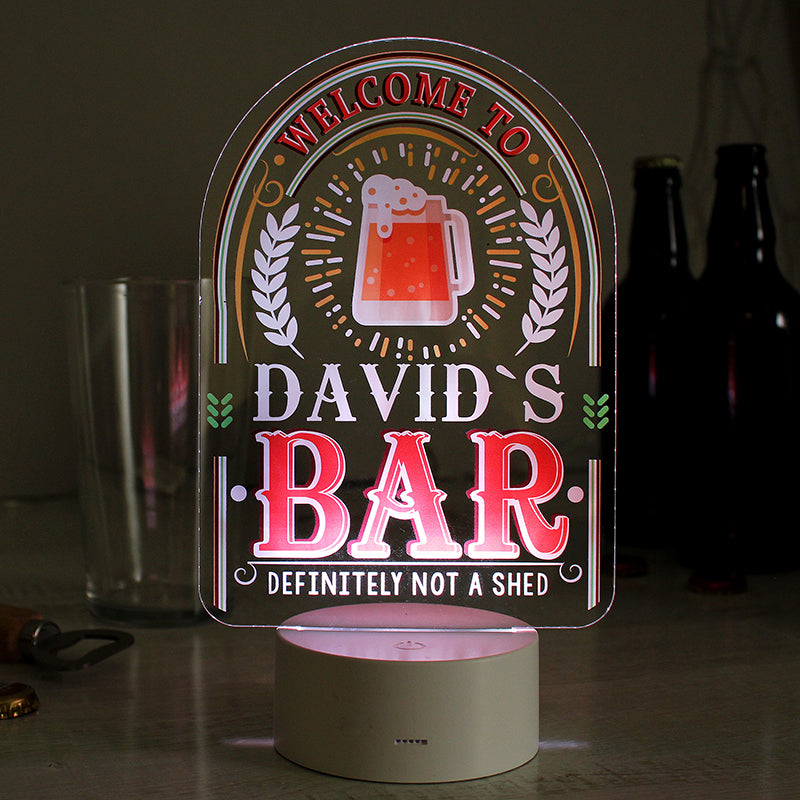 WELCOME TO
DAVID`S
BAR
DEFINITELY NOT A SHED